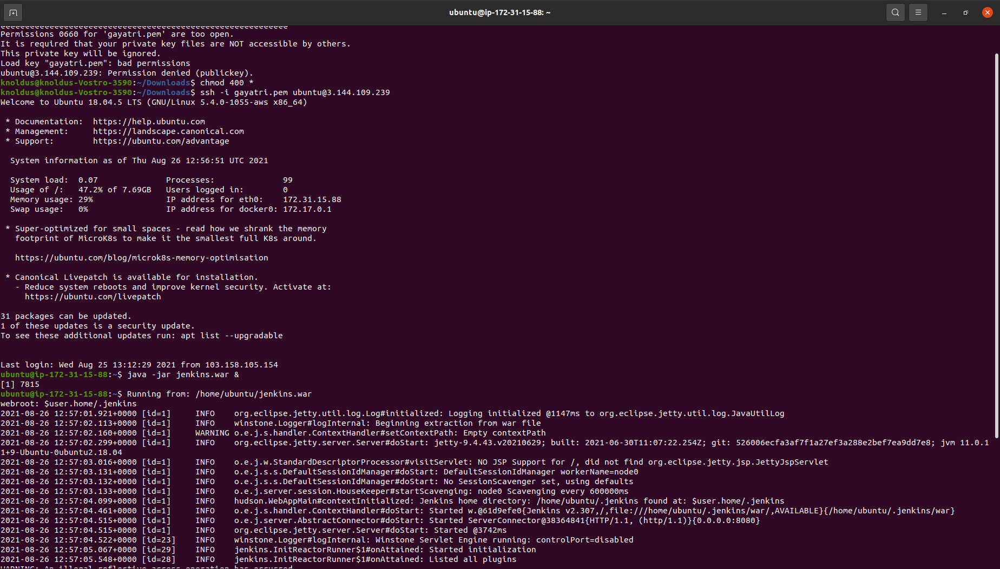 ubuntu@ip-172-31-15-88: ~
@@@@@@@@@@@@@@@@@@@@@@@@@@@@@@@@@@@@@@@@@@@@@@@@@@@@@@@@@@@
Permissions 0660 for 'gayatri.pem' are too open.
It is required that your private key files are NOT accessible by others.
This private key will be ignored.
Load key "gayatri.pem": bad permissions
ubuntu@3.144.109.239: Permission denied (publickey).
knoldus@knoldus-Vostro-3590:~/Downloads$ chmod 400 *
knoldus@knoldus-Vostro-3590:~/Downloads$ ssh -i gayatri.pem ubuntu@3.144.109.239
Welcome to Ubuntu 18.04.5 LTS (GNU/Linux 5.4.0-1055-aws x86_64)
* Documentation:  https://help.ubuntu.com
* Management:     https://landscape.canonical.com
* Support:        https://ubuntu.com/advantage
System information as of Thu Aug 26 12:56:51 UTC 2021
System load:  0.07              Processes:              99
Usage of /:   47.2% of 7.69GB   Users logged in:        0
Memory usage: 29%               IP address for eth0:    172.31.15.88
Swap usage:   0%                IP address for docker0: 172.17.0.1
* Super-optimized for small spaces - read how we shrank the memory
footprint of MicroK8s to make it the smallest full K8s around.
https://ubuntu.com/blog/microk8s-memory-optimisation
* Canonical Livepatch is available for installation.
- Reduce system reboots and improve kernel security. Activate at:
https://ubuntu.com/livepatch
31 packages can be updated.
1 of these updates is a security update.
To see these additional updates run: apt list --upgradable
Last login: Wed Aug 25 13:12:29 2021 from 103.158.105.154
ubuntu@ip-172-31-15-88:~$ java -jar jenkins.war &
[1] 7815
ubuntu@ip-172-31-15-88:~$ Running from: /home/ubuntu/jenkins.war
webroot: $user.home/.jenkins
2021-08-26 12:57:01.921+0000 [id=1]     INFO    org.eclipse.jetty.util.log.Log#initialized: Logging initialized @1147ms to org.eclipse.jetty.util.log.JavaUtilLog
2021-08-26 12:57:02.113+0000 [id=1]     INFO    winstone.Logger#logInternal: Beginning extraction from war file
2021-08-26 12:57:02.160+0000 [id=1]     WARNING o.e.j.s.handler.ContextHandler#setContextPath: Empty contextPath
2021-08-26 12:57:02.299+0000 [id=1]     INFO    org.eclipse.jetty.server.Server#doStart: jetty-9.4.43.v20210629; built: 2021-06-30T11:07:22.254Z; git: 526006ecfa3af7f1a27ef3a288e2bef7ea9dd7e8; jvm 11.0.1
1+9-Ubuntu-0ubuntu2.18.04
2021-08-26 12:57:03.016+0000 [id=1]     INFO    o.e.j.w.StandardDescriptorProcessor#visitServlet: NO JSP Support for /, did not find org.eclipse.jetty.jsp.JettyJspServlet
2021-08-26 12:57:03.131+0000 [id=1]     INFO    o.e.j.s.s.DefaultSessionIdManager#doStart: DefaultSessionIdManager workerName=node0
2021-08-26 12:57:03.132+0000 [id=1]     INFO    o.e.j.s.s.DefaultSessionIdManager#doStart: No SessionScavenger set, using defaults
2021-08-26 12:57:03.133+0000 [id=1]     INFO    o.e.j.server.session.HouseKeeper#startScavenging: node0 Scavenging every 600000ms
2021-08-26 12:57:04.099+0000 [id=1]     INFO    hudson.WebAppMain#contextInitialized: Jenkins home directory: /home/ubuntu/.jenkins found at: $user.home/.jenkins
2021-08-26 12:57:04.461+0000 [id=1]     INFO    o.e.j.s.handler.ContextHandler#doStart: Started w.@61d9efe0{Jenkins v2.307,/,file:///home/ubuntu/.jenkins/war/,AVAILABLE}{/home/ubuntu/.jenkins/war}
2021-08-26 12:57:04.515+0000 [id=1]     INFO    o.e.j.server.AbstractConnector#doStart: Started ServerConnector@38364841{HTTP/1.1, (http/1.1)}{0.0.0.0:8080}
2021-08-26 12:57:04.515+0000 [id=1]     INFO    org.eclipse.jetty.server.Server#doStart: Started @3742ms
2021-08-26 12:57:04.522+0000 [id=23]    INFO    winstone.Logger#logInternal: Winstone Servlet Engine running: controlPort=disabled
2021-08-26 12:57:05.067+0000 [id=29]    INFO    jenkins.InitReactorRunner$1#onAttained: Started initialization
2021-08-26 12:57:05.548+0000 [id=28]    INFO    jenkins.InitReactorRunner$1#onAttained: Listed all plugins
WARNING: An illegal reflective access operation has occurred